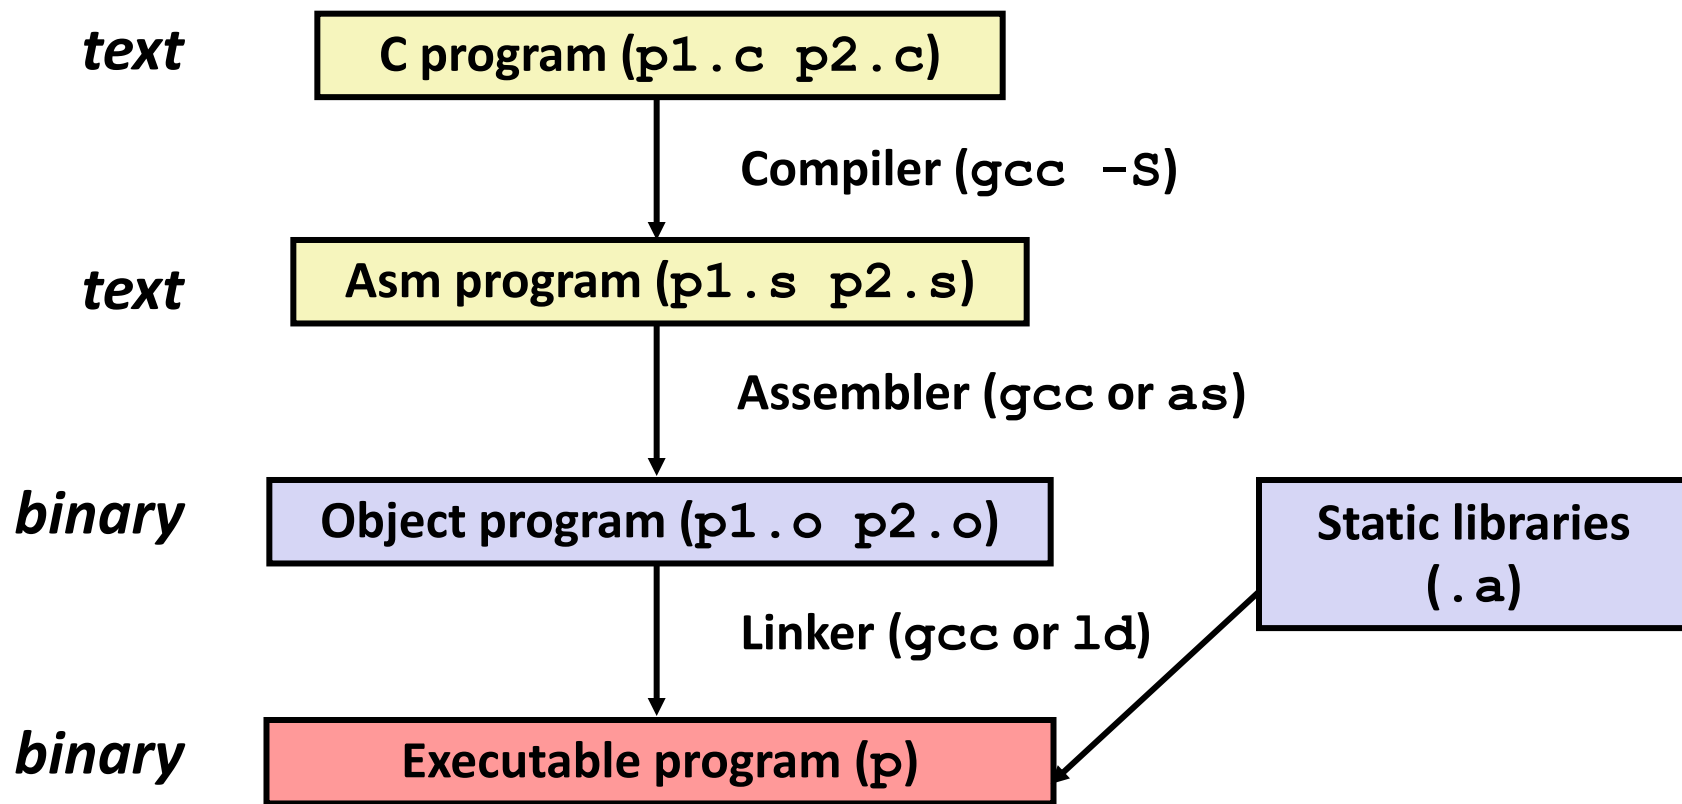 text
C program (p1.c p2.c)
Compiler (gcc -S)
text
Asm program (p1.s p2.s)
Assembler (gcc or as)
binary
Object program (p1.o p2.o)
Static libraries
(.a)
Linker (gcc or ld)
binary
Executable program (p)